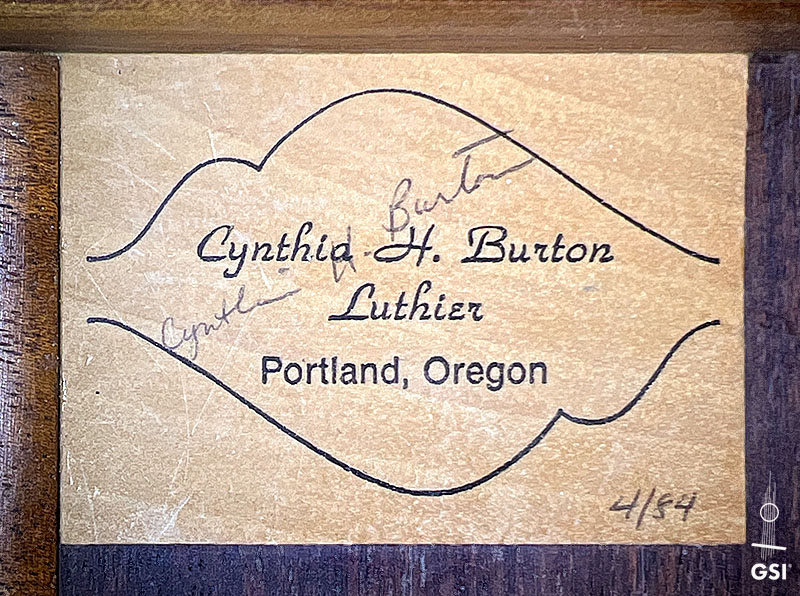 Cynthia H. Burton
Cynthia H. Burton
Luthier
Portland, Oregon
4/84
GSI